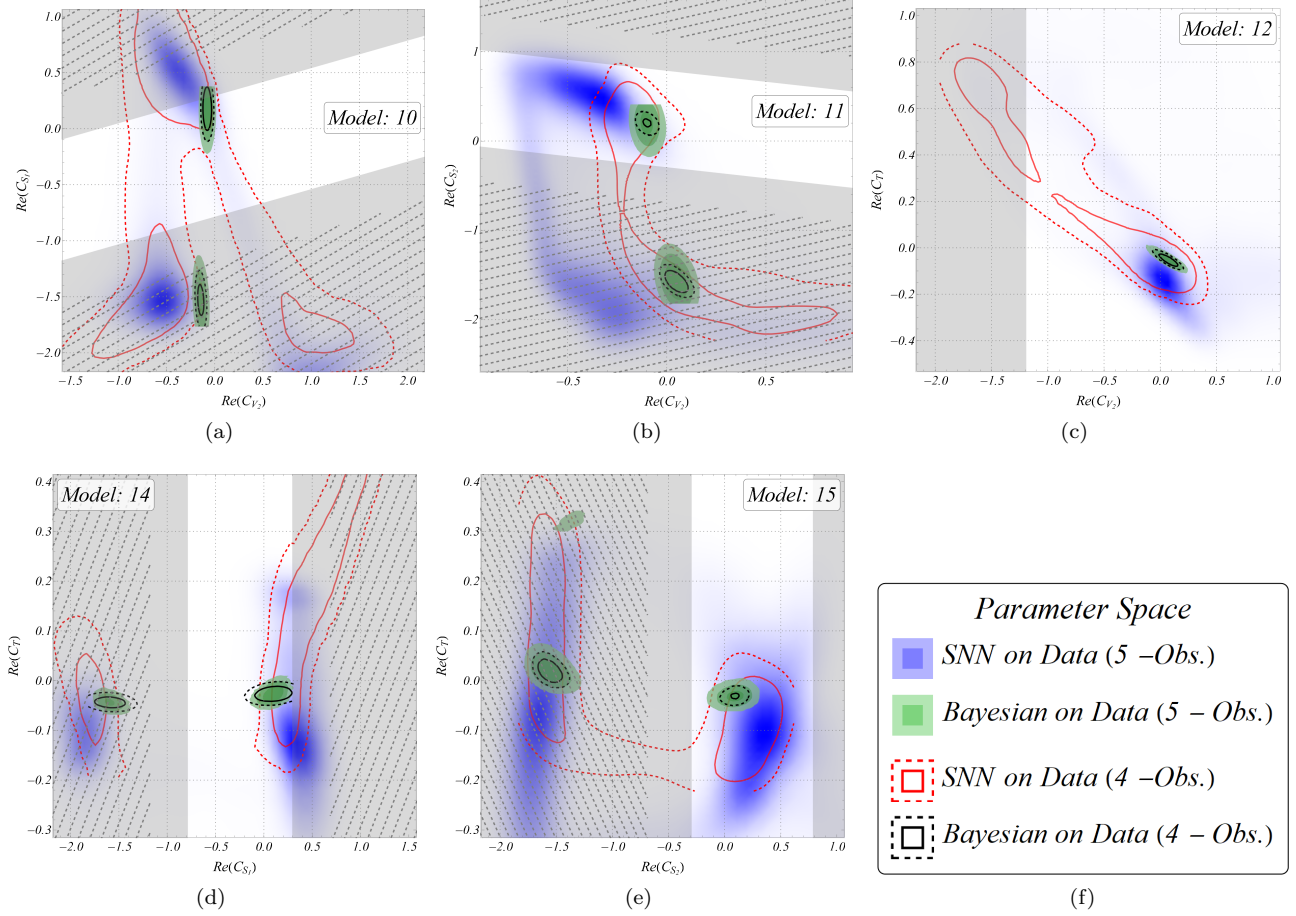 1.0
0.5
0.0
−0.5
−1.0
−1.5
−2.0
Re(C_{S_1})
Model: 10
−1.5 −1.0 −0.5 0.0 0.5 1.0 1.5 2.0
Re(C_{V_2})
(a)
1
0
−1
−2
Re(C_{S_2})
Model: 11
−0.5 0.0 0.5
Re(C_{V_2})
(b)
Model: 12
0.8
0.6
0.4
0.2
0.0
−0.2
−0.4
Re(C_T)
−2.0 −1.5 −1.0 −0.5 0.0 0.5 1.0
Re(C_{V_2})
(c)
Model: 14
0.4
0.3
0.2
0.1
0.0
−0.1
−0.2
−0.3
Re(C_T)
−2.0 −1.5 −1.0 −0.5 0.0 0.5 1.0 1.5
Re(C_{S_1})
(d)
Model: 15
0.4
0.3
0.2
0.1
0.0
−0.1
−0.2
−0.3
Re(C_T)
−2.0 −1.5 −1.0 −0.5 0.0 0.5 1.0
Re(C_{S_2})
(e)
Parameter Space
SNN on Data (5 −Obs.)
Bayesian on Data (5 − Obs.)
SNN on Data (4 −Obs.)
Bayesian on Data (4 − Obs.)
(f)